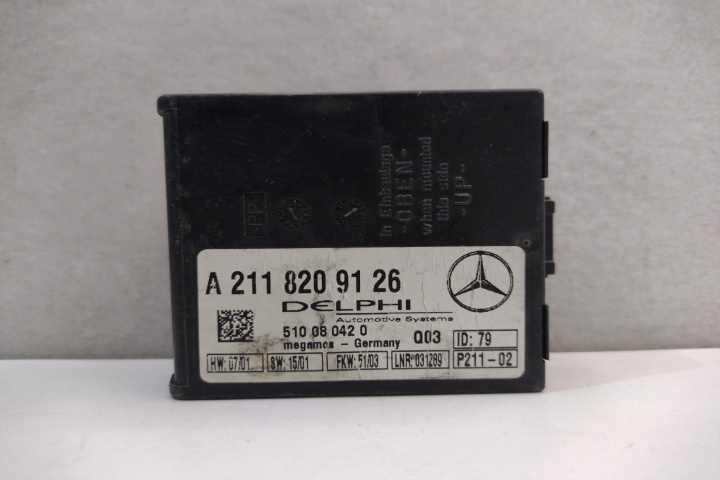 EPP
in Einbaulage
-OBEN-
when mounted
this side
-UP-
A 211 820 91 26
DELPHI
Automotive Systems
510 08 042 0
Q03
ID: 79
megamos - Germany
P211-02
HW: 07/01
SW: 15/01
FKW: 51/03
LNR: 031289